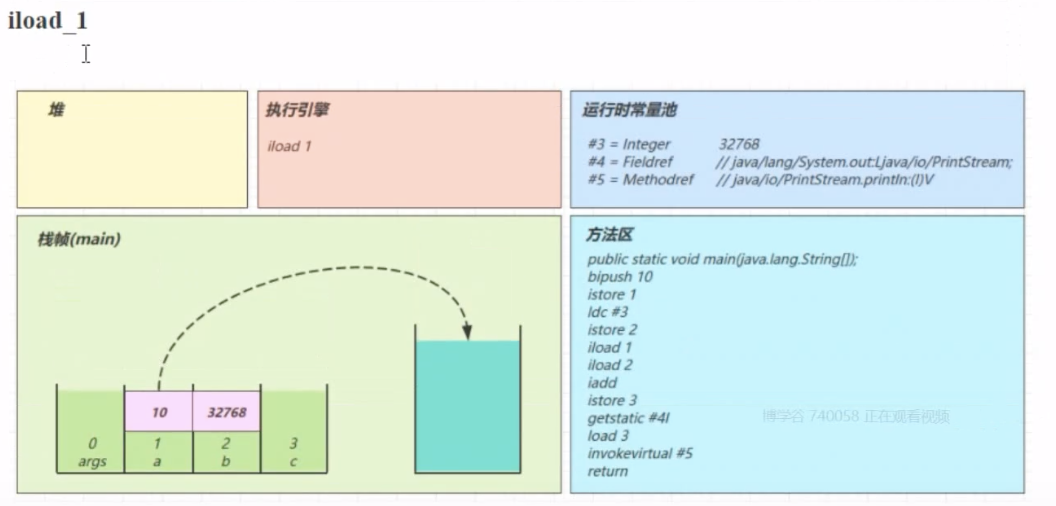 iload_1
堆
执行引擎
iload 1
运行时常量池
#3 = Integer 32768
#4 = Fieldref // java/lang/System.out:Ljava/io/PrintStream;
#5 = Methodref // java/io/PrintStream.println:(I)V
栈帧(main)
10 32768
0 1 2 3
args a b c
方法区
public static void main(java.lang.String[]);
bipush 10
istore 1
ldc #3
istore 2
iload 1
iload 2
iadd
istore 3
getstatic #4I
load 3
invokevirtual #5
return
博学谷 740058 正在观看视频